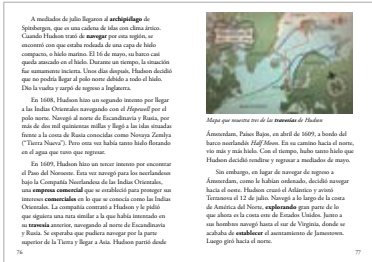 A mediados de julio llegaron al archipiélago de
Spitsbergen, que es una cadena de islas con clima ártico.
Cuando Hudson trató de navegar por esta región, se
encontró con que estaba rodeada de una capa de hielo
compacto, o hielo marino. El 16 de mayo, su barco casi
queda atascado en el hielo. Durante un tiempo, la situación
fue sumamente incierta. Unos días después, Hudson decidió
que no podría llegar al polo norte debido a todo el hielo.
Dio la vuelta y zarpó de regreso a Inglaterra.
En 1608, Hudson hizo un segundo intento por llegar
a las Indias Orientales navegando con el Hopewell por el
polo norte. Navegó al norte de Escandinavia y Rusia, por
más de dos mil quinientas millas y llegó a las islas situadas
frente a la costa de Rusia conocidas como Novaya Zemlya
("Tierra Nueva"). Pero otra vez había tanto hielo flotando
en el agua que tuvo que regresar.
En 1609, Hudson hizo un tercer intento por encontrar
el Paso del Noroeste. Esta vez navegó para los neerlandeses
bajo la Compañía Neerlandesa de las Indias Orientales,
una empresa comercial que se estableció para proteger sus
intereses comerciales en lo que se conocía como las Indias
Orientales. La compañía contrató a Hudson y le pidió
que siguiera una ruta similar a la que había intentado en
su travesía anterior, navegando al norte de Escandinavia
y Rusia. Se esperaba que pudiera navegar por la parte
superior de la Tierra y llegar a Asia. Hudson partió desde
76
Mapa que muestra tres de las travesías de Hudson
Ámsterdam, Países Bajos, en abril de 1609, a bordo del
barco neerlandés Half Moon. En su camino hacia el norte,
vio más y más hielo. Con el tiempo, hubo tanto hielo que
Hudson decidió rendirse y regresar a mediados de mayo.
Sin embargo, en lugar de navegar de regreso a
Ámsterdam, como le habían ordenado, decidió navegar
hacia el oeste. Hudson cruzó el Atlántico y avistó
Terranova el 12 de julio. Navegó a lo largo de la costa
de América del Norte, explorando gran parte de lo
que ahora es la costa este de Estados Unidos. Junto a
sus hombres navegó hasta el sur de Virginia, donde se
acababa de establecer el asentamiento de Jamestown.
Luego giró hacia el norte.
77